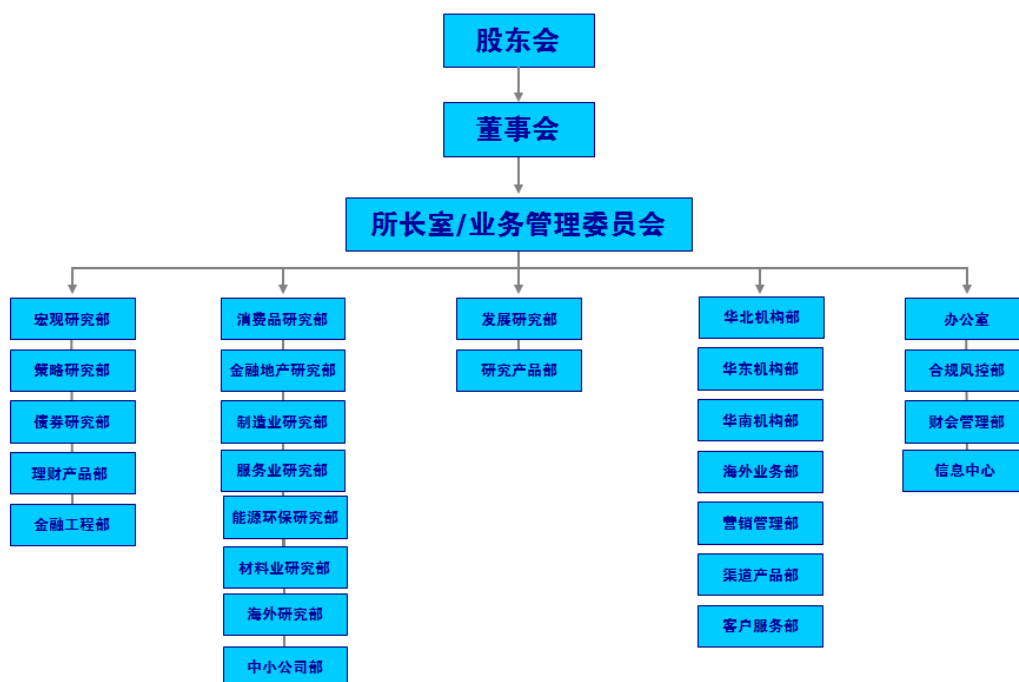 股东会
董事会
所长室/业务管理委员会
宏观研究部
策略研究部
债券研究部
理财产品部
金融工程部
消费品研究部
金融地产研究部
制造业研究部
服务业研究部
能源环保研究部
材料业研究部
海外研究部
中小公司部
发展研究部
研究产品部
华北机构部
华东机构部
华南机构部
海外业务部
营销管理部
渠道产品部
客户服务部
办公室
合规风控部
财会管理部
信息中心